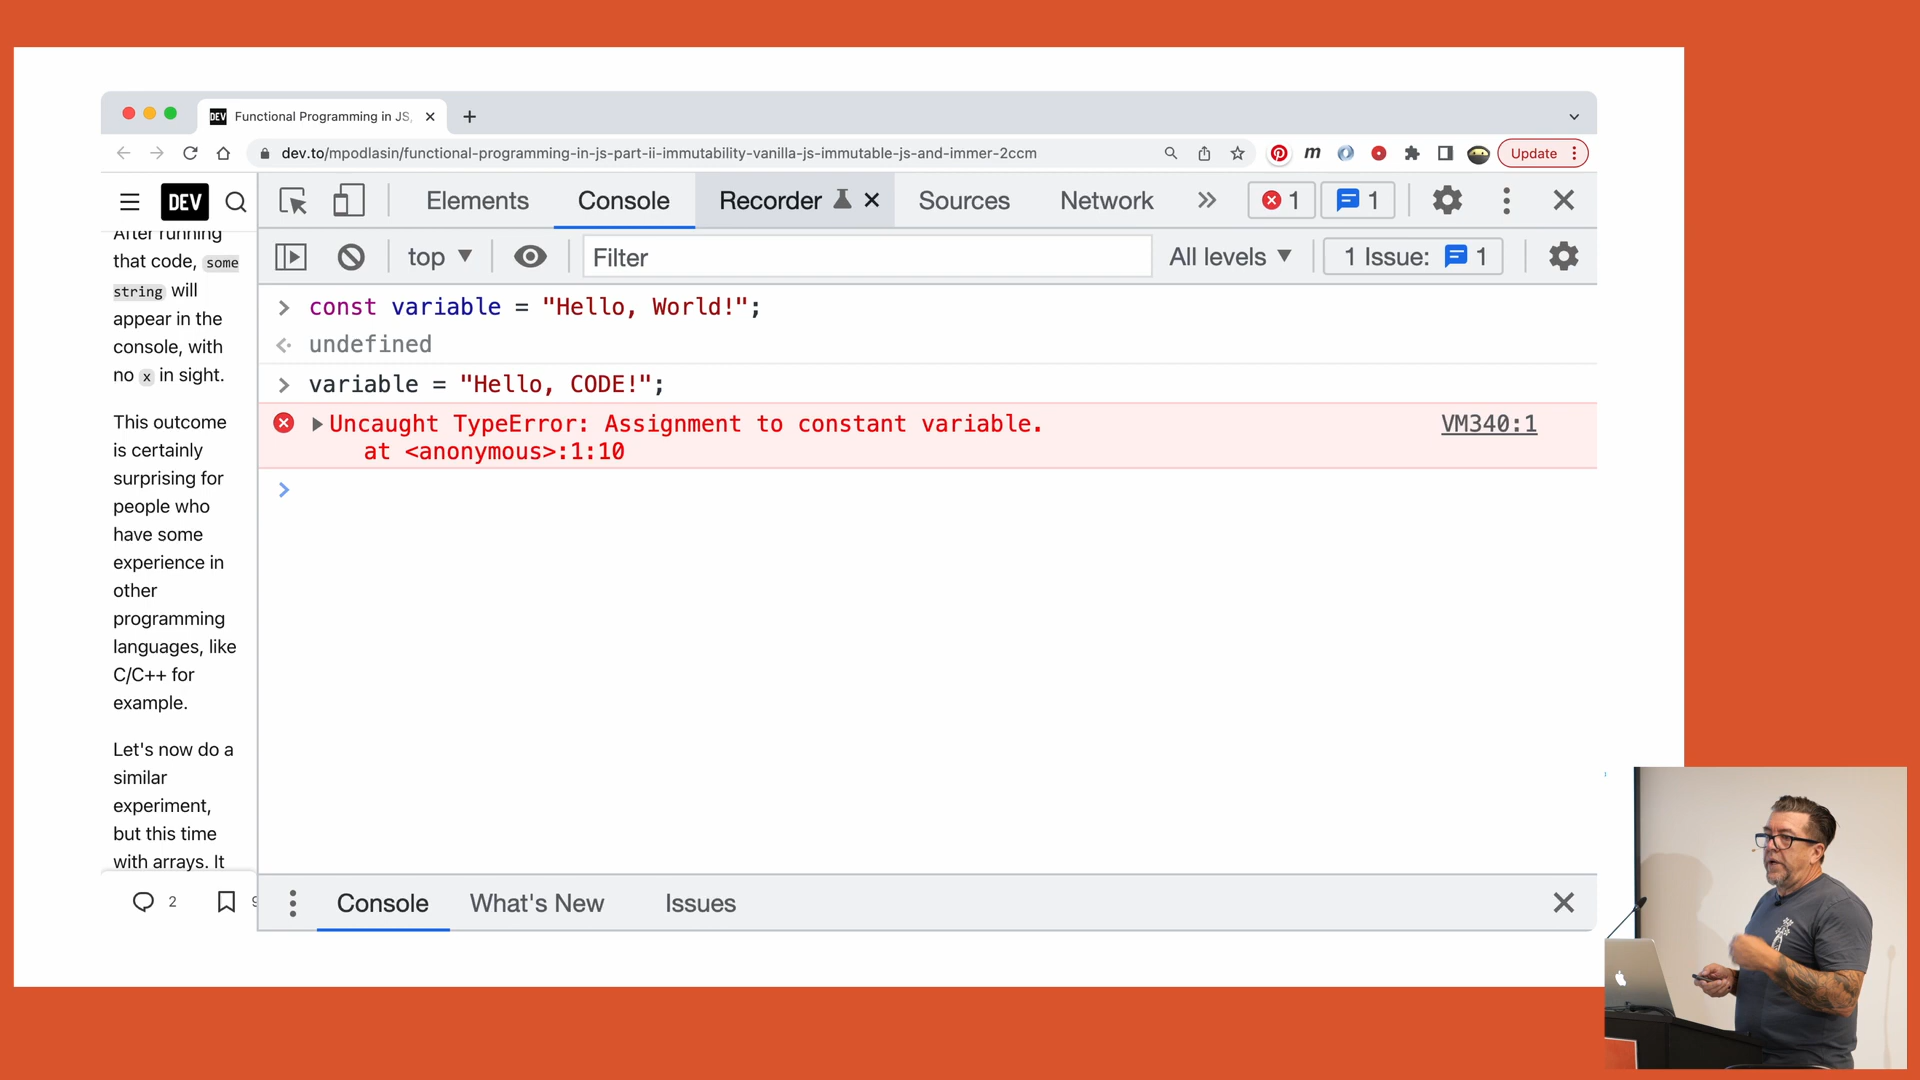 DEV Functional Programming in JS,
dev.to/mpodlasin/functional-programming-in-js-part-ii-immutability-vanilla-js-immutable-js-and-immer-2ccm
m
Update
DEV
Elements
Console
Recorder
Sources
Network
1
1
top
Filter
All levels
1 Issue:
1
After running
that code, some
string will
appear in the
console, with
no x in sight.
This outcome
is certainly
surprising for
people who
have some
experience in
other
programming
languages, like
C/C++ for
example.
Let's now do a
similar
experiment,
but this time
with arrays. It
2
> const variable = "Hello, World!";
undefined
> variable = "Hello, CODE!";
Uncaught TypeError: Assignment to constant variable.
VM340:1
at <anonymous>:1:10
>
Console
What's New
Issues